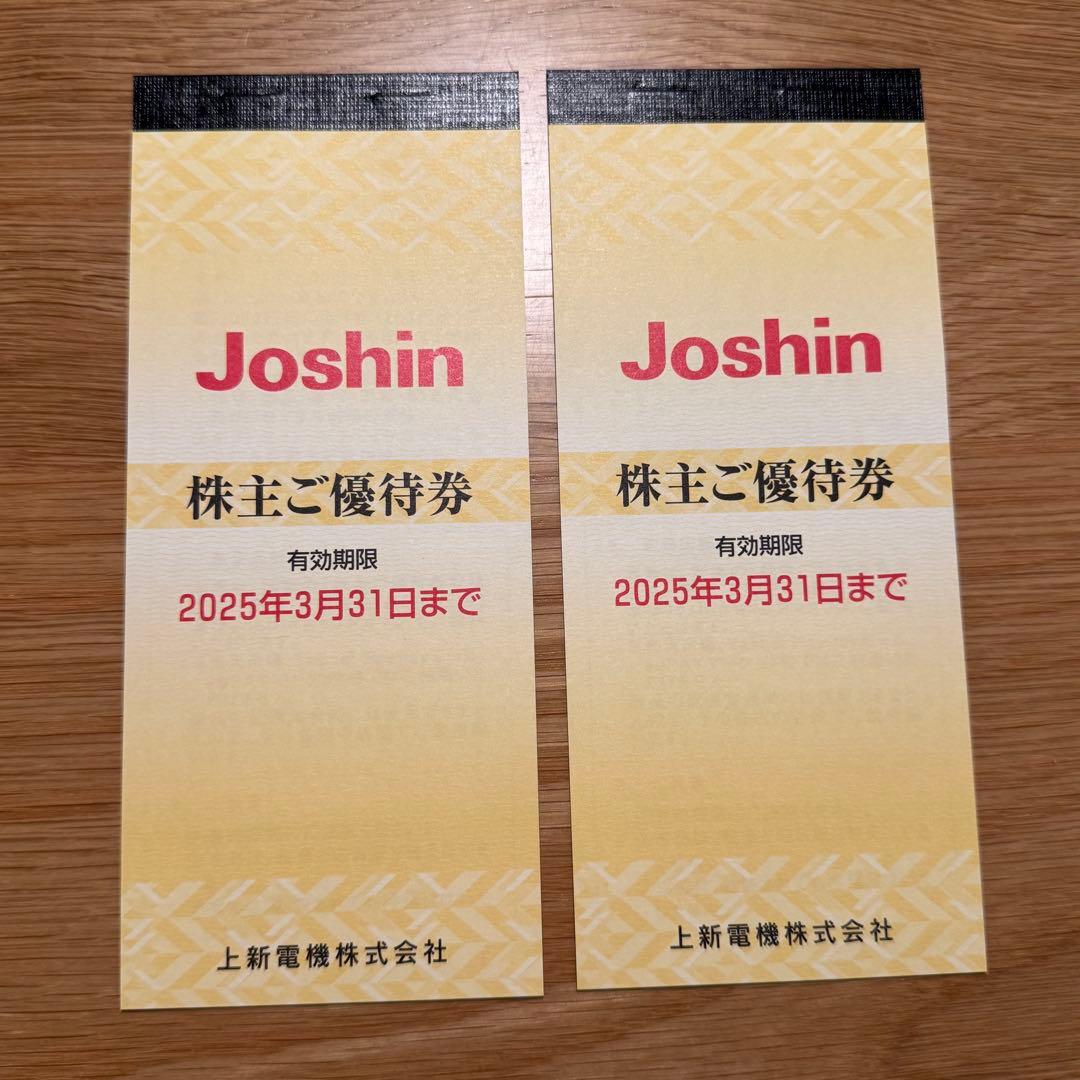 Joshin
株主ご優待券
有効期限
2025年3月31日まで
上新電機株式会社
Joshin
株主ご優待券
有効期限
2025年3月31日まで
上新電機株式会社